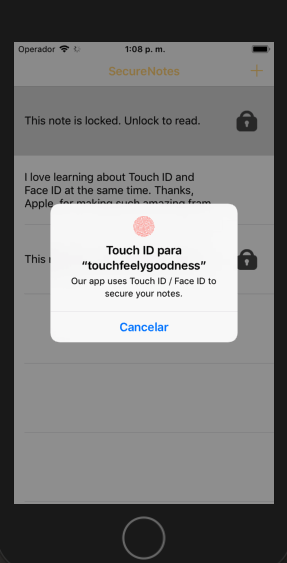 Operador 1:08 p. m.
SecureNotes +
This note is locked. Unlock to read.
I love learning about Touch ID and
Face ID at the same time. Thanks,
Apple, for making such amazing fram
Touch ID para
“touchfeelygoodness”
This
Our app uses Touch ID / Face ID to
secure your notes.
Cancelar